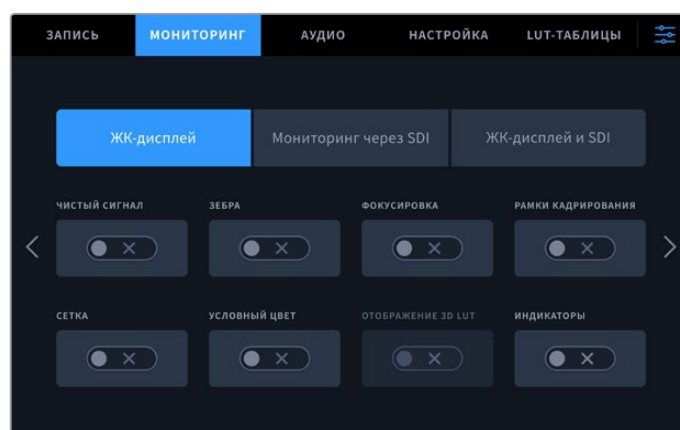 ЗАПИСЬ МОНИТОРИНГ АУДИО НАСТРОЙКА LUT-ТАБЛИЦЫ
ЖК-дисплей Мониторинг через SDI ЖК-дисплей и SDI
ЧИСТЫЙ СИГНАЛ ЗЕБРА ФОКУСИРОВКА РАМКИ КАДРИРОВАНИЯ
СЕТКА УСЛОВНЫЙ ЦВЕТ ОТОБРАЖЕНИЕ 3D LUT ИНДИКАТОРЫ